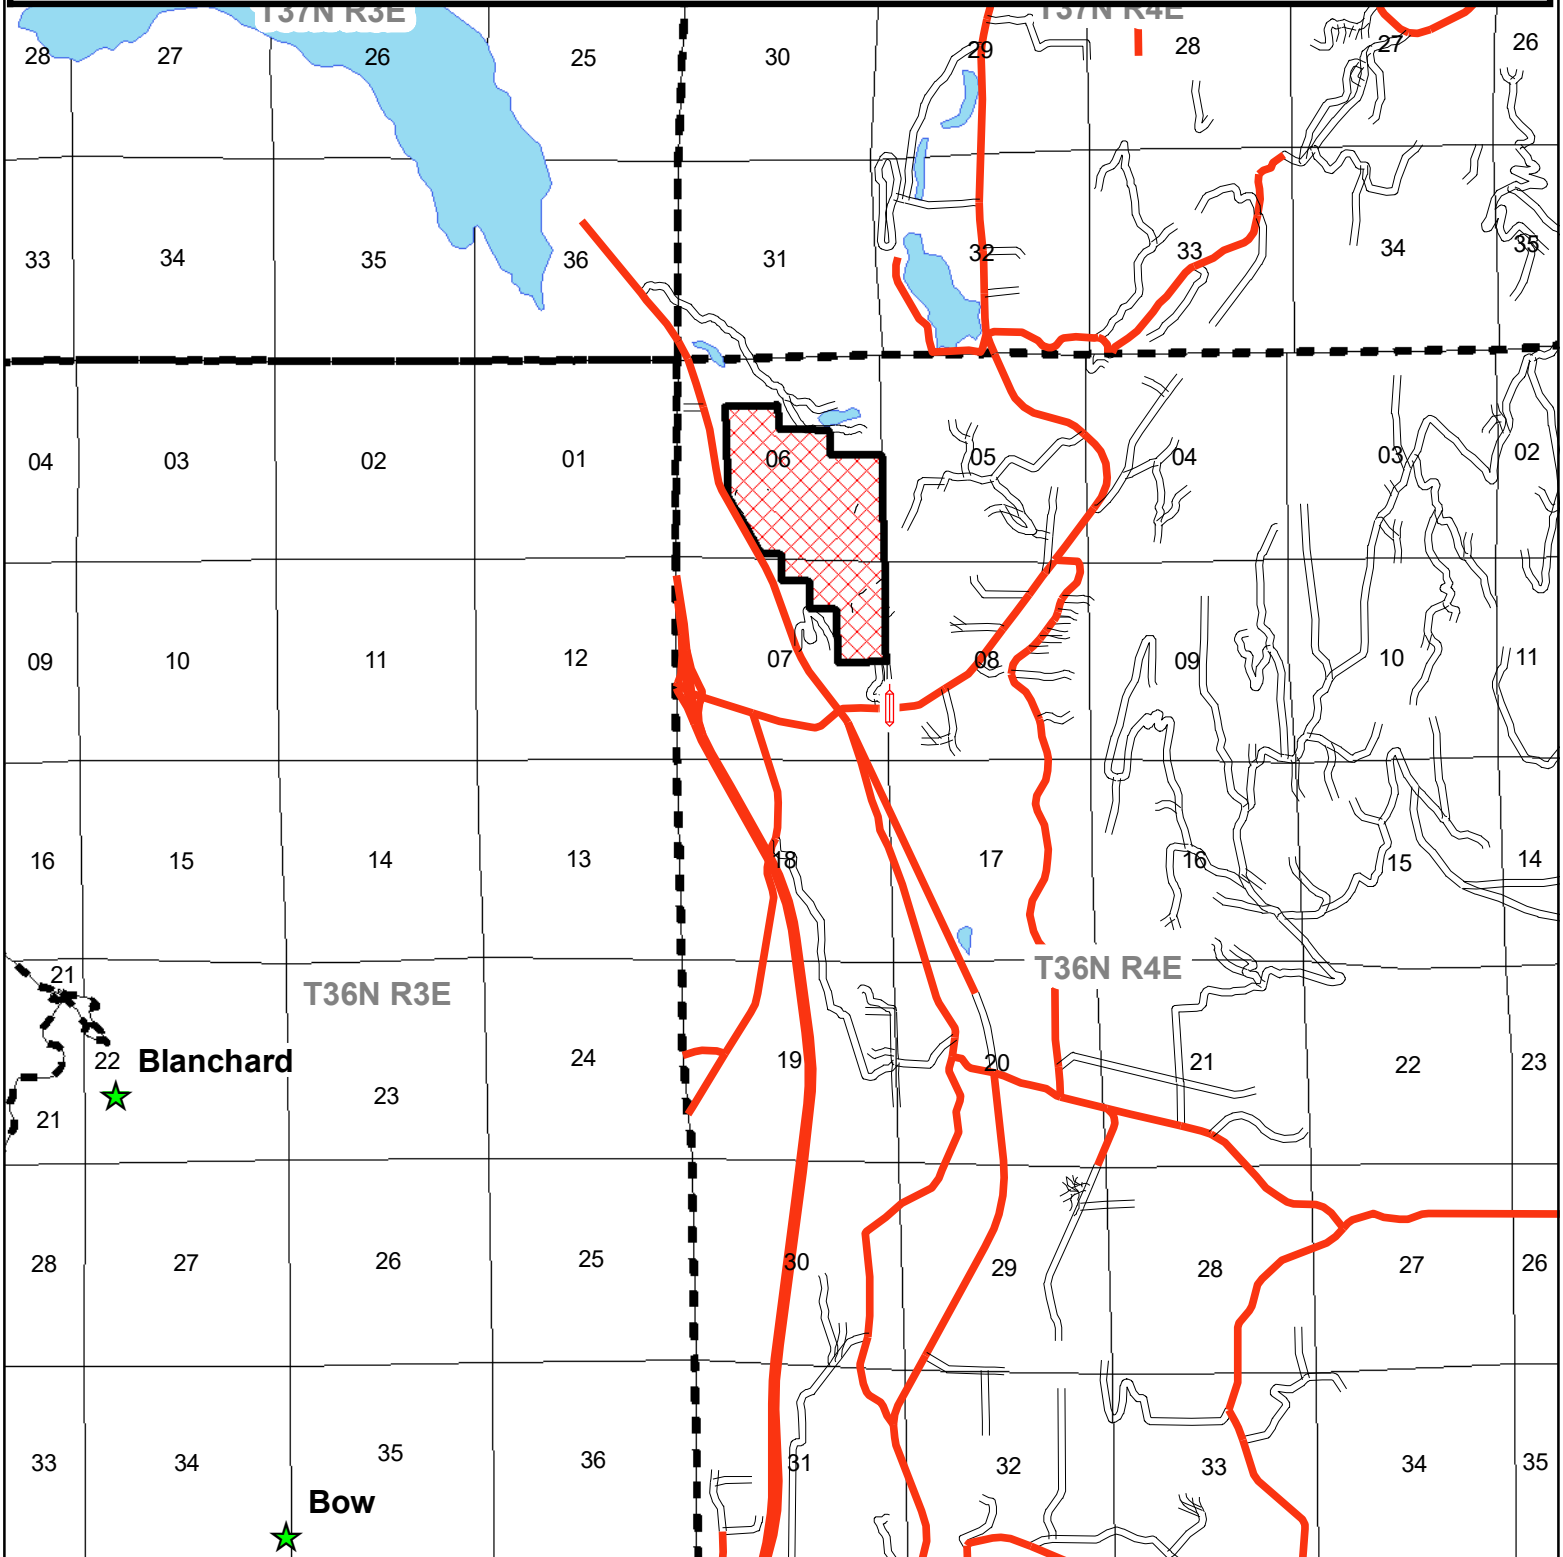 T37N R3E
T37N R4E
28 27 26 25 30 29 28 27 26
33 34 35 36 31 32 33 34 35
04 03 02 01 06 05 04 03 02
09 10 11 12 07 08 09 10 11
16 15 14 13 18 17 16 15 14
21
T36N R3E
T36N R4E
22 Blanchard 24 19 20 21 22 23
21 23
28 27 26 25 30 29 28 27 26
33 34 35 36 31 32 33 34 35
Bow